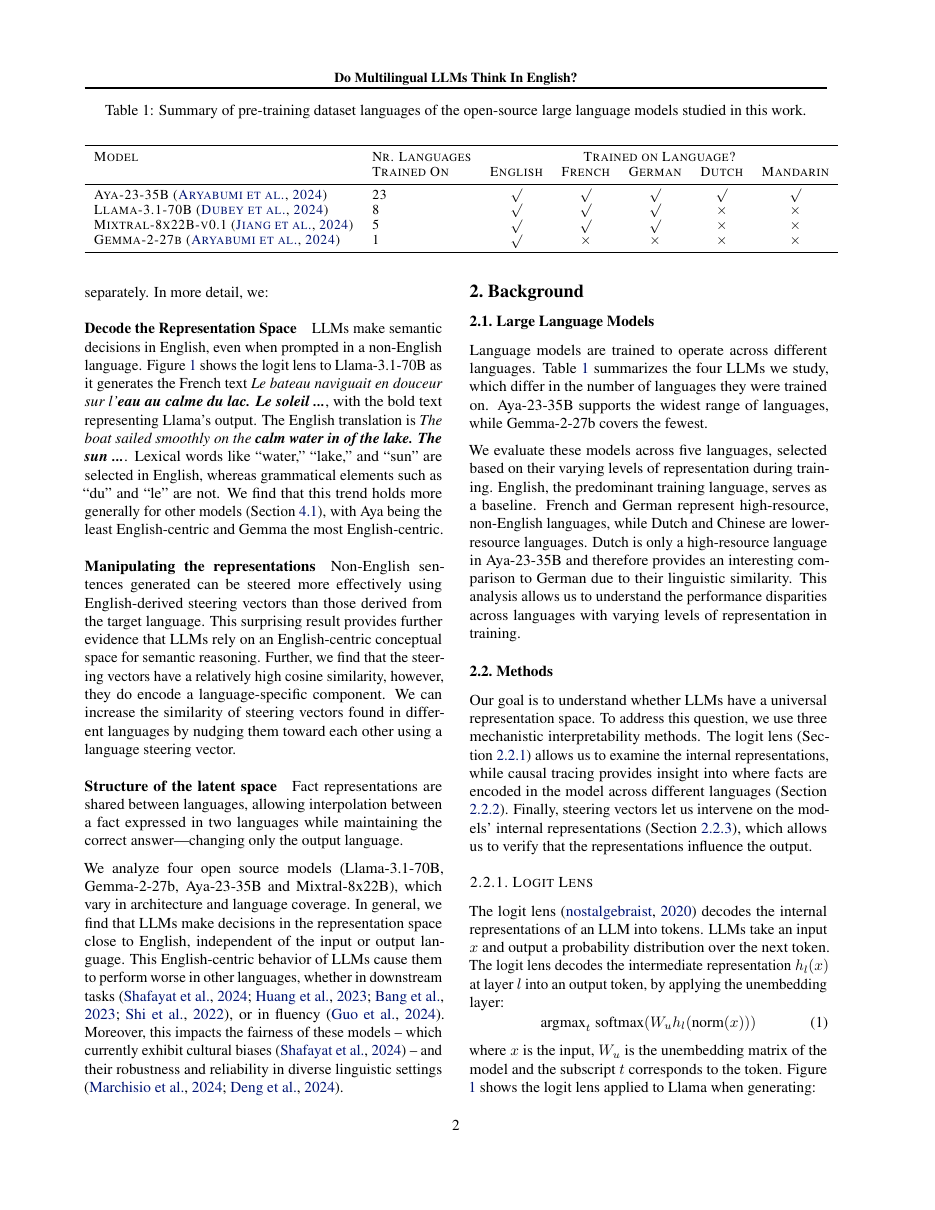 Do Multilingual LLMs Think In English?
Table 1: Summary of pre-training dataset languages of the open-source large language models studied in this work.
MODEL NR. LANGUAGES TRAINED ON LANGUAGE?
TRAINED ON ENGLISH FRENCH GERMAN DUTCH MANDARIN
AYA-23-35B (ARYABUMI ET AL., 2024) 23 √ √ √ √ √
LLAMA-3.1-70B (DUBEY ET AL., 2024) 8 √ √ √ × ×
MIXTRAL-8X22B-V0.1 (JIANG ET AL., 2024) 5 √ √ √ × ×
GEMMA-2-27B (ARYABUMI ET AL., 2024) 1 √ × × × ×
separately. In more detail, we:
Decode the Representation Space LLMs make semantic
decisions in English, even when prompted in a non-English
language. Figure 1 shows the logit lens to Llama-3.1-70B as
it generates the French text Le bateau naviguait en douceur
sur l'eau au calme du lac. Le soleil ..., with the bold text
representing Llama's output. The English translation is The
boat sailed smoothly on the calm water in of the lake. The
sun .... Lexical words like “water,” “lake,” and “sun” are
selected in English, whereas grammatical elements such as
“du” and “le” are not. We find that this trend holds more
generally for other models (Section 4.1), with Aya being the
least English-centric and Gemma the most English-centric.
Manipulating the representations Non-English sen-
tences generated can be steered more effectively using
English-derived steering vectors than those derived from
the target language. This surprising result provides further
evidence that LLMs rely on an English-centric conceptual
space for semantic reasoning. Further, we find that the steer-
ing vectors have a relatively high cosine similarity, however,
they do encode a language-specific component. We can
increase the similarity of steering vectors found in differ-
ent languages by nudging them toward each other using a
language steering vector.
Structure of the latent space Fact representations are
shared between languages, allowing interpolation between
a fact expressed in two languages while maintaining the
correct answer—changing only the output language.
We analyze four open source models (Llama-3.1-70B,
Gemma-2-27b, Aya-23-35B and Mixtral-8x22B), which
vary in architecture and language coverage. In general, we
find that LLMs make decisions in the representation space
close to English, independent of the input or output lan-
guage. This English-centric behavior of LLMs cause them
to perform worse in other languages, whether in downstream
tasks (Shafayat et al., 2024; Huang et al., 2023; Bang et al.,
2023; Shi et al., 2022), or in fluency (Guo et al., 2024).
Moreover, this impacts the fairness of these models – which
currently exhibit cultural biases (Shafayat et al., 2024) – and
their robustness and reliability in diverse linguistic settings
(Marchisio et al., 2024; Deng et al., 2024).
2. Background
2.1. Large Language Models
Language models are trained to operate across different
languages. Table 1 summarizes the four LLMs we study,
which differ in the number of languages they were trained
on. Aya-23-35B supports the widest range of languages,
while Gemma-2-27b covers the fewest.
We evaluate these models across five languages, selected
based on their varying levels of representation during train-
ing. English, the predominant training language, serves as
a baseline. French and German represent high-resource,
non-English languages, while Dutch and Chinese are lower-
resource languages. Dutch is only a high-resource language
in Aya-23-35B and therefore provides an interesting com-
parison to German due to their linguistic similarity. This
analysis allows us to understand the performance disparities
across languages with varying levels of representation in
training.
2.2. Methods
Our goal is to understand whether LLMs have a universal
representation space. To address this question, we use three
mechanistic interpretability methods. The logit lens (Sec-
tion 2.2.1) allows us to examine the internal representations,
while causal tracing provides insight into where facts are
encoded in the model across different languages (Section
2.2.2). Finally, steering vectors let us intervene on the mod-
els' internal representations (Section 2.2.3), which allows
us to verify that the representations influence the output.
2.2.1. LOGIT LENS
The logit lens (nostalgebraist, 2020) decodes the internal
representations of an LLM into tokens. LLMs take an input
x and output a probability distribution over the next token.
The logit lens decodes the intermediate representation h_l(x)
at layer l into an output token, by applying the unembedding
layer:
argmax_t softmax(W_u h_l(norm(x))) (1)
where x is the input, W_u is the unembedding matrix of the
model and the subscript t corresponds to the token. Figure
1 shows the logit lens applied to Llama when generating:
2